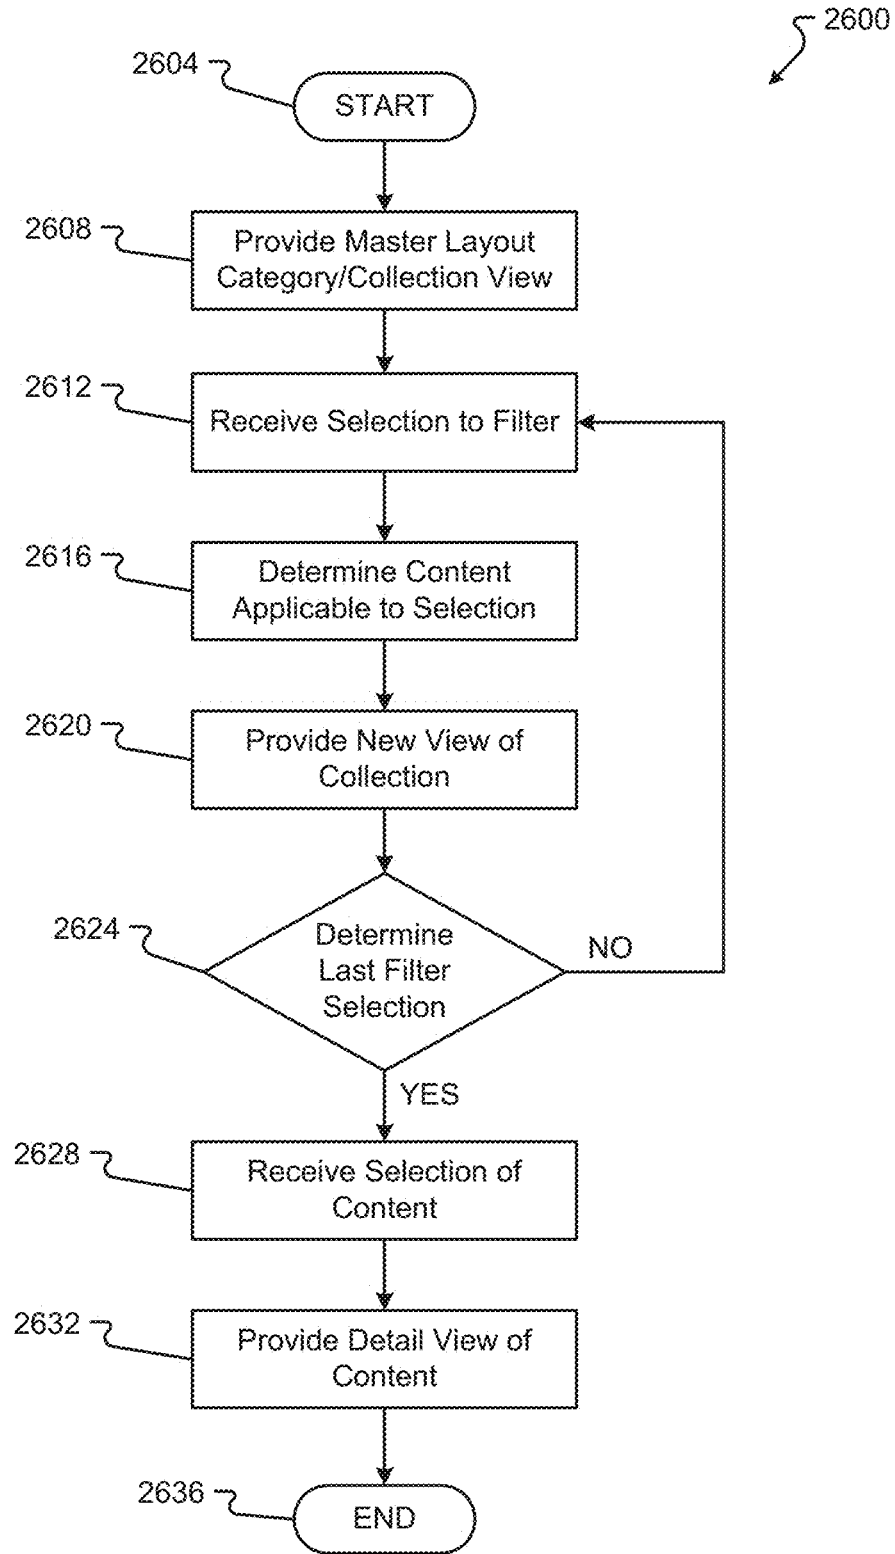 2600
2604
START
2608
Provide Master Layout
Category/Collection View
2612
Receive Selection to Filter
2616
Determine Content
Applicable to Selection
2620
Provide New View of
Collection
2624
Determine
Last Filter
Selection
NO
YES
2628
Receive Selection of
Content
2632
Provide Detail View of
Content
2636
END